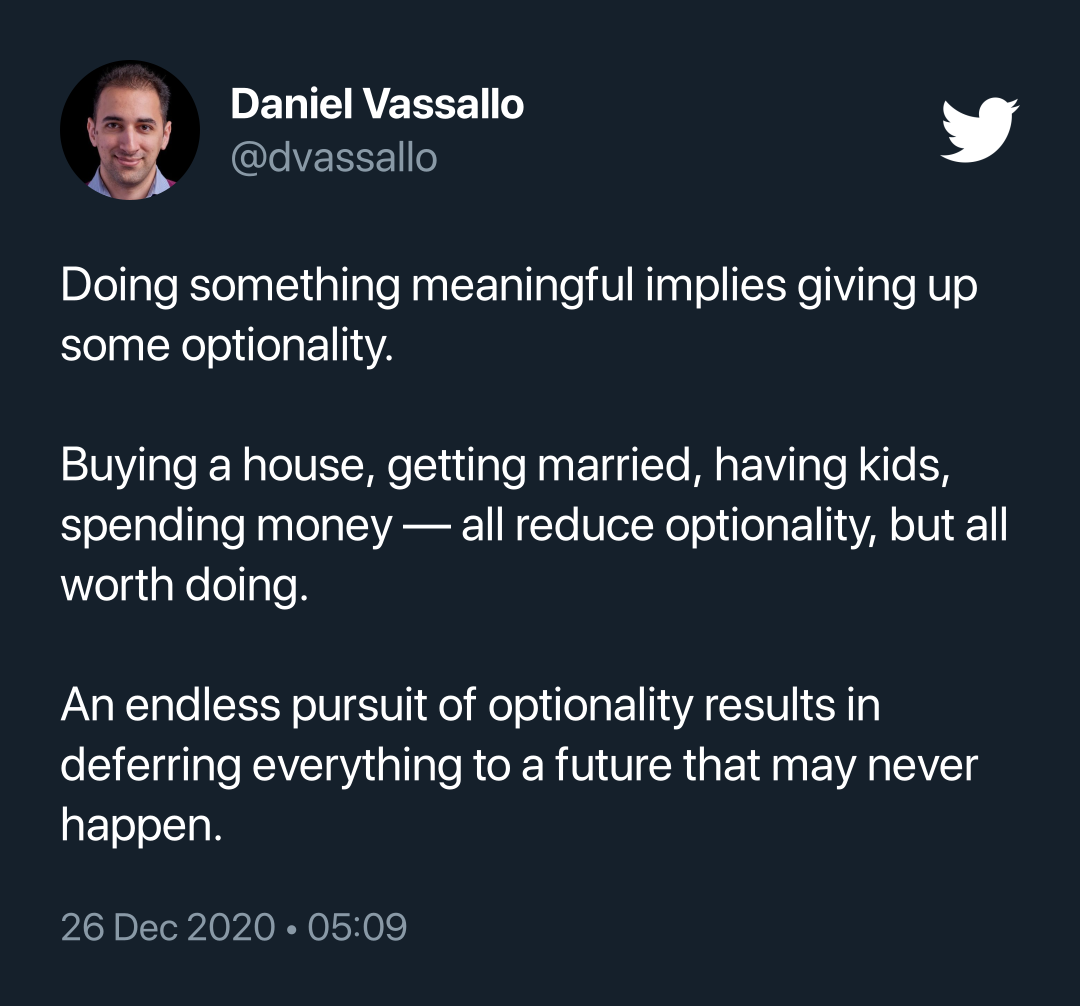 Daniel Vassallo
@dvassallo
Doing something meaningful implies giving up
some optionality.
Buying a house, getting married, having kids,
spending money — all reduce optionality, but all
worth doing.
An endless pursuit of optionality results in
deferring everything to a future that may never
happen.
26 Dec 2020 • 05:09